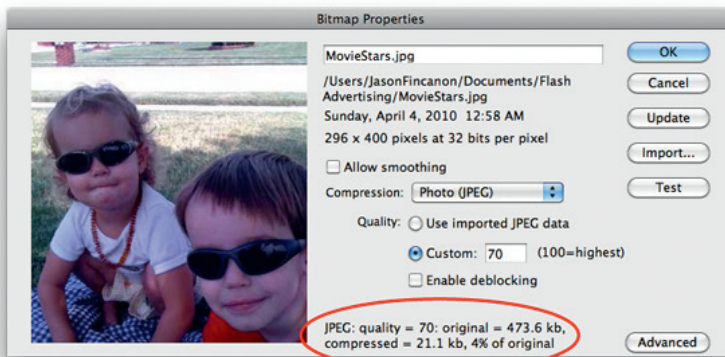 Bitmap Properties
MovieStars.jpg
OK
/Users/JasonFincanon/Documents/Flash
Advertising/MovieStars.jpg
Cancel
Sunday, April 4, 2010 12:58 AM
Update
296 x 400 pixels at 32 bits per pixel
Import...
Allow smoothing
Compression: Photo (JPEG)
Test
Quality: Use imported JPEG data
Custom: 70 (100=highest)
Enable deblocking
JPEG: quality = 70: original = 473.6 kb,
compressed = 21.1 kb, 4% of original
Advanced